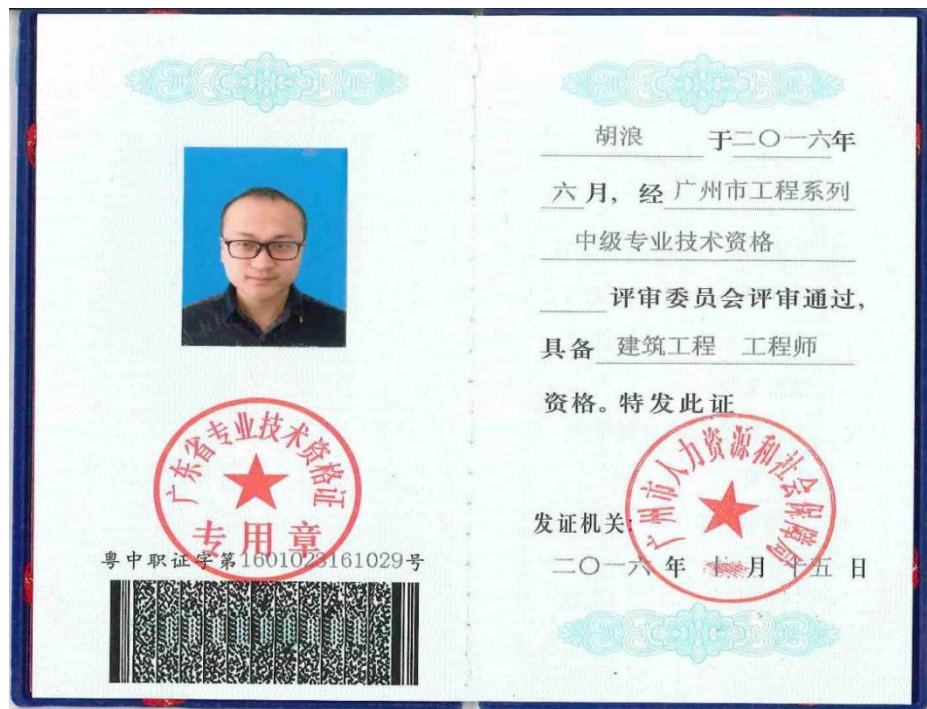 广东省专业技术资格证
专用章
粤中职证字第1601023161029号
胡浪 于二〇一六年
六月，经广州市工程系列
中级专业技术资格
评审委员会评审通过，
具备 建筑工程 工程师
资格。特发此证
广州市人力资源和社会保障局
发证机关：
二〇一六年 月 十五 日